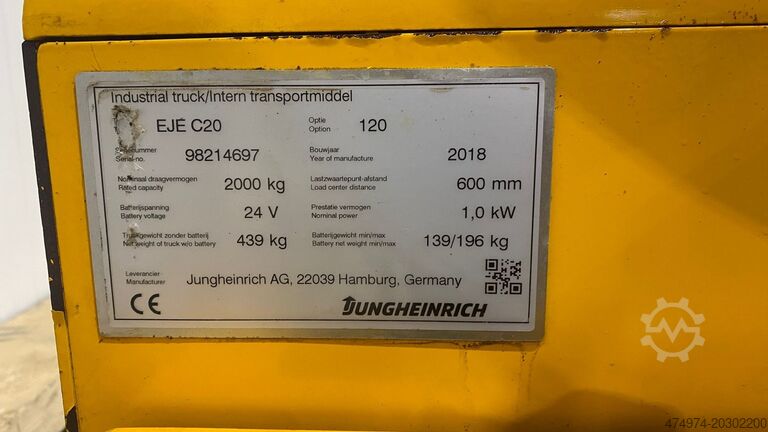 Industrial truck/Intern transportmiddel
EJE C20 Optie Option 120
Serial-no. 98214697 Bouwjaar Year of manufacture 2018
Nominaal draagvermogen Rated capacity 2000 kg Lastzwaartepunt-afstand Load center distance 600 mm
Batterijspanning Battery voltage 24 V Prestatie vermogen Nominal power 1,0 kW
Truckgewicht zonder batterij Net weight of truck w/o battery 439 kg Batterijgewicht min/max Battery net weight min/max 139/196 kg
Leverancier Manufacturer Jungheinrich AG, 22039 Hamburg, Germany
CE JUNGHEINRICH
474974-20302200